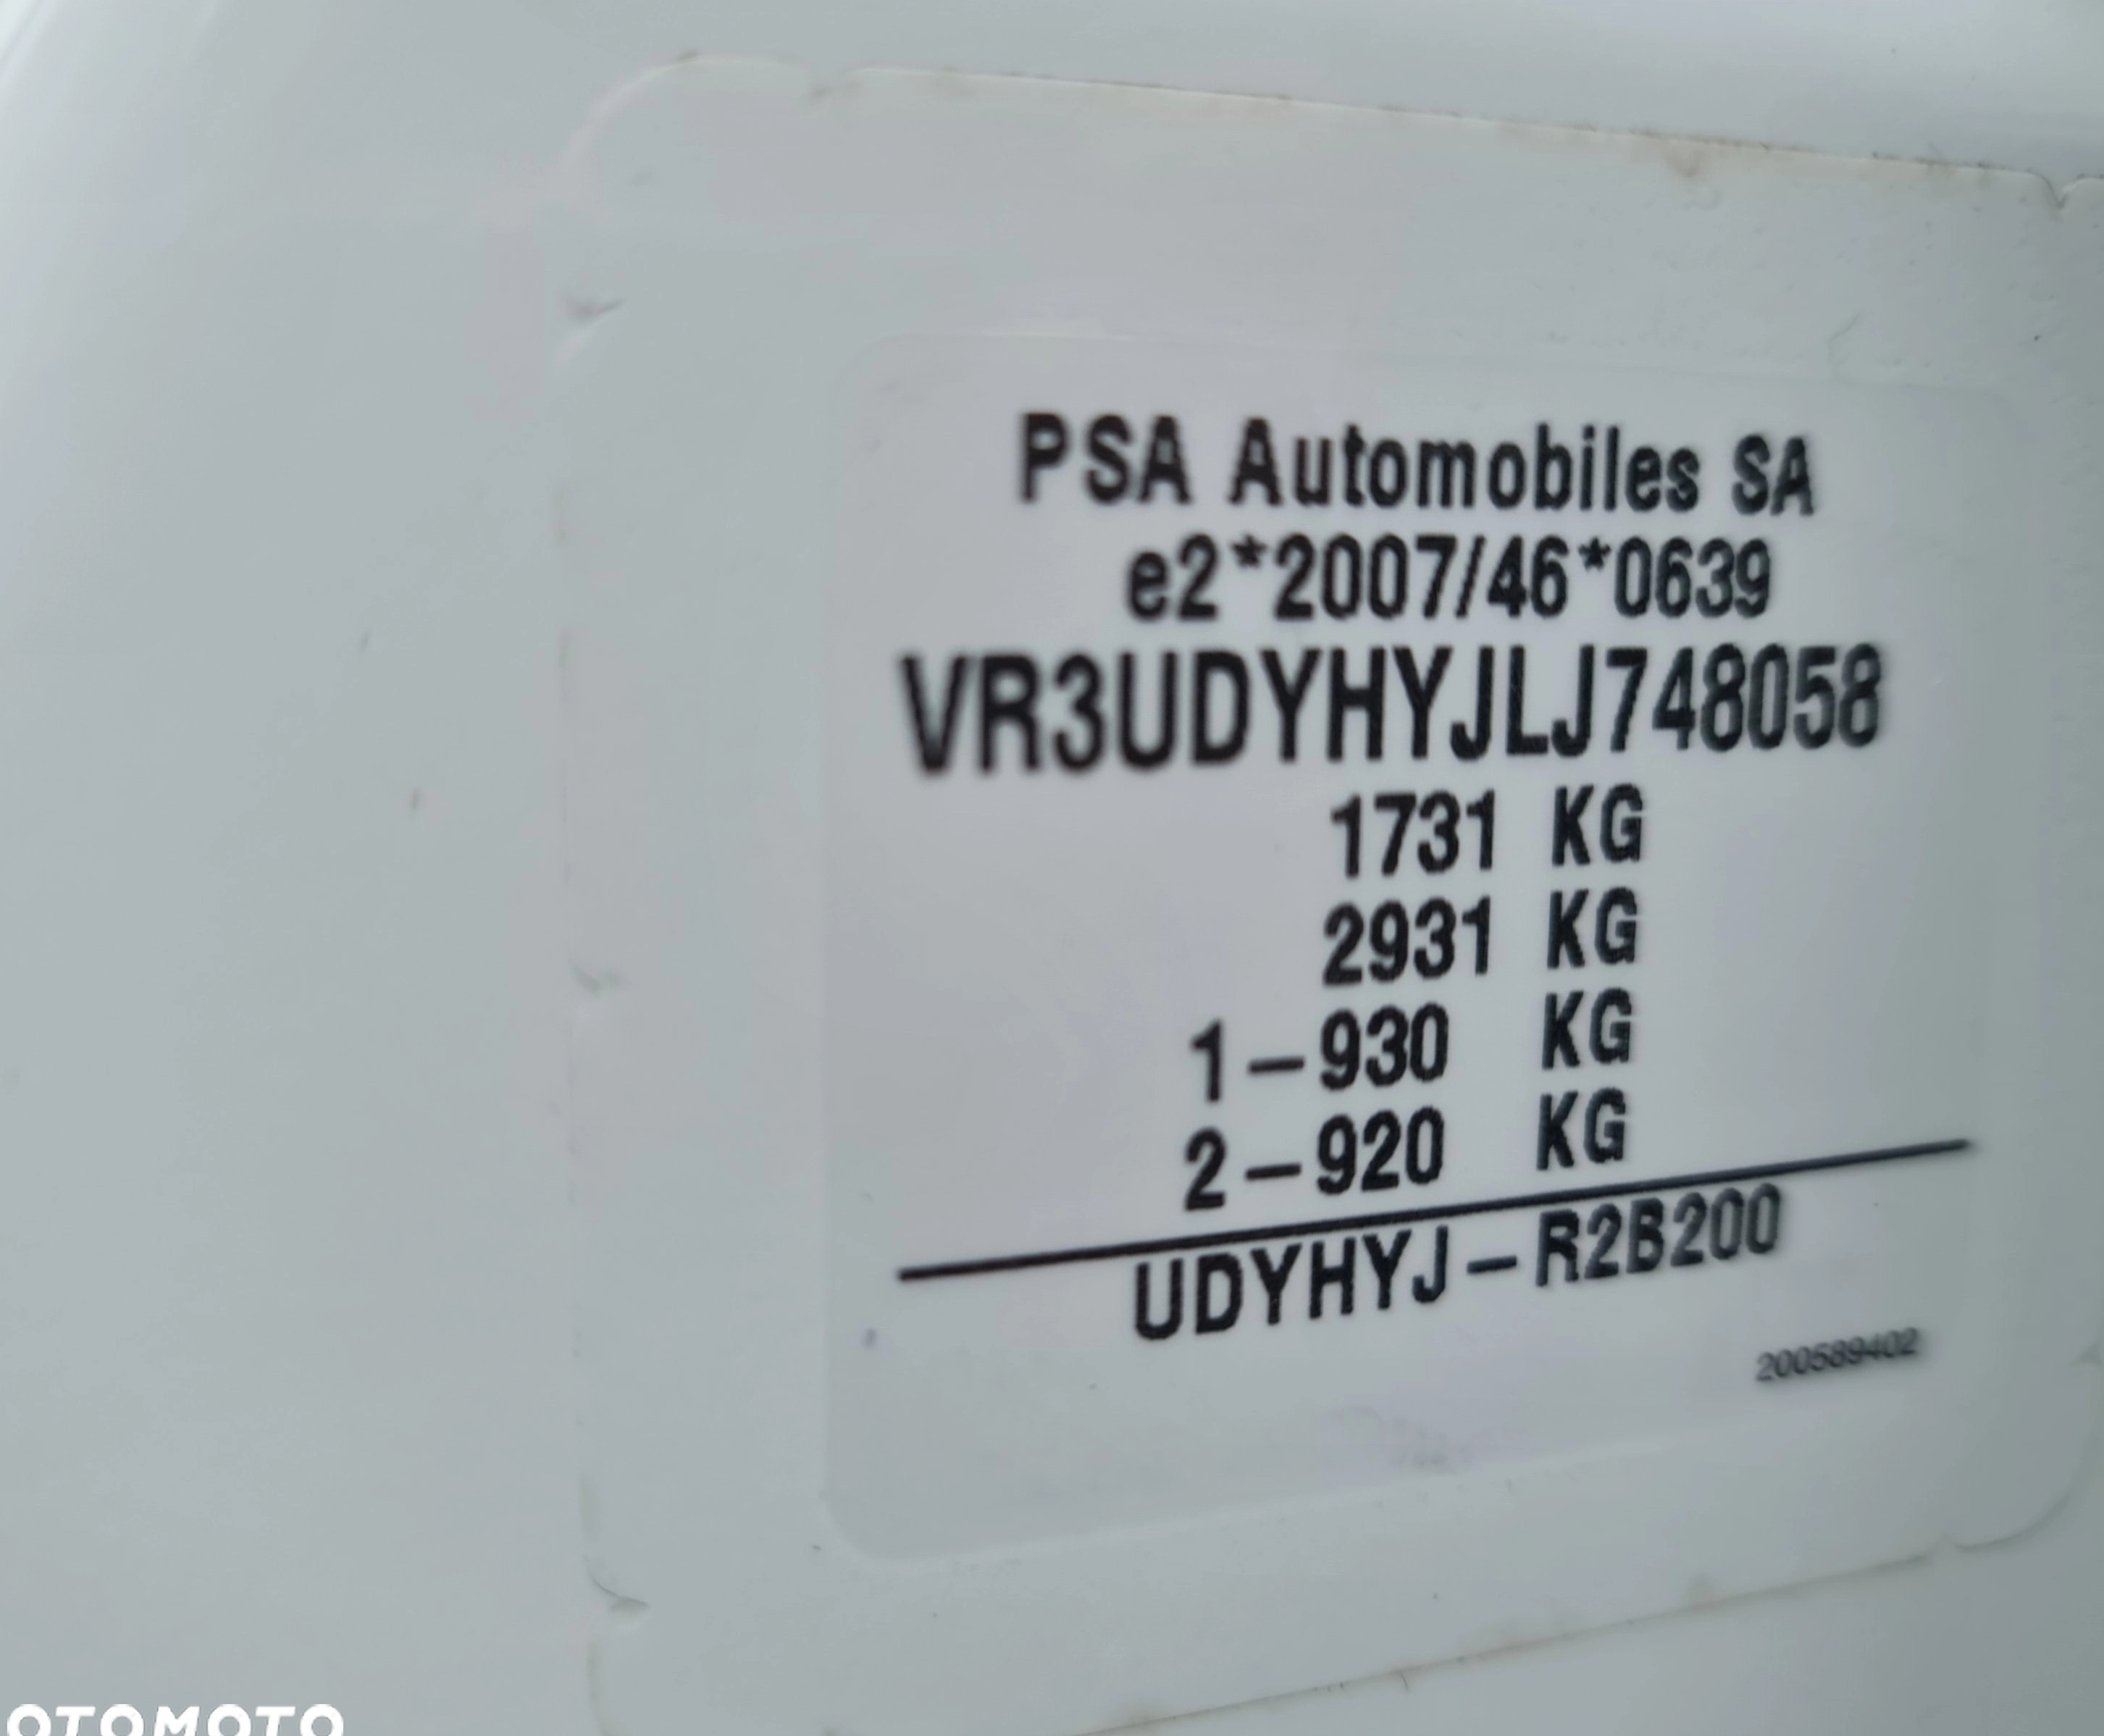 PSA Automobiles SA
e2*2007/46*0639
VR3UDYHYJLJ748058
1731 KG
2931 KG
1-930 KG
2-920 KG
UDYHYJ-R2B200
200589402
OTOMOTO